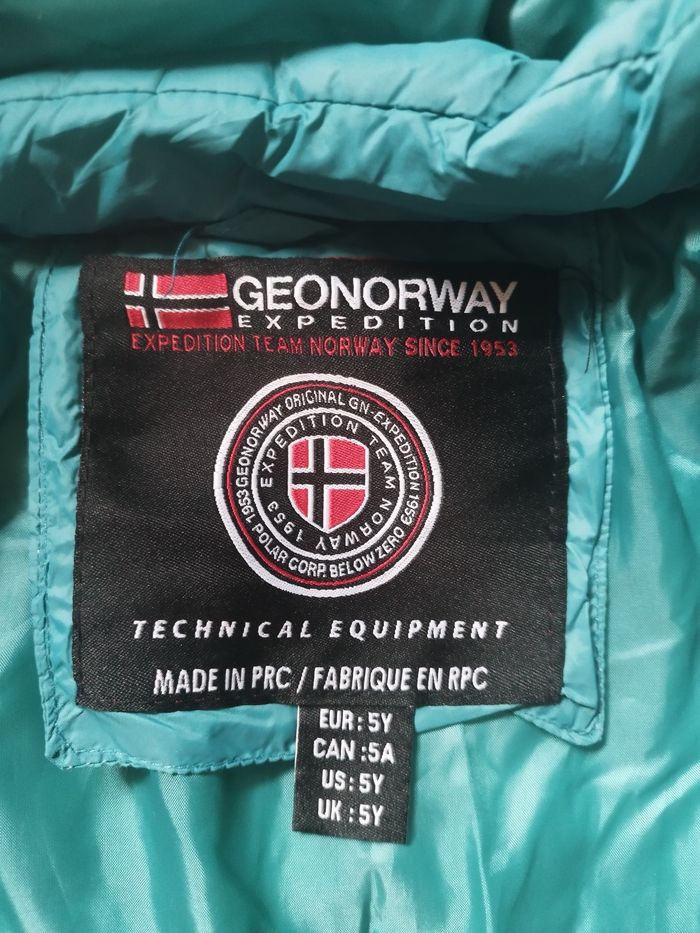 GEONORWAY
EXPEDITION
EXPEDITION TEAM NORWAY SINCE 1953
GEONORWAY ORIGINAL GN-EXPEDITION 1953
POLAR CORP. BELOW ZERO 1953
EXPEDITION TEAM NORWAY 1953
TECHNICAL EQUIPMENT
MADE IN PRC / FABRIQUE EN RPC
EUR : 5Y
CAN :5A
US : 5Y
UK : 5Y